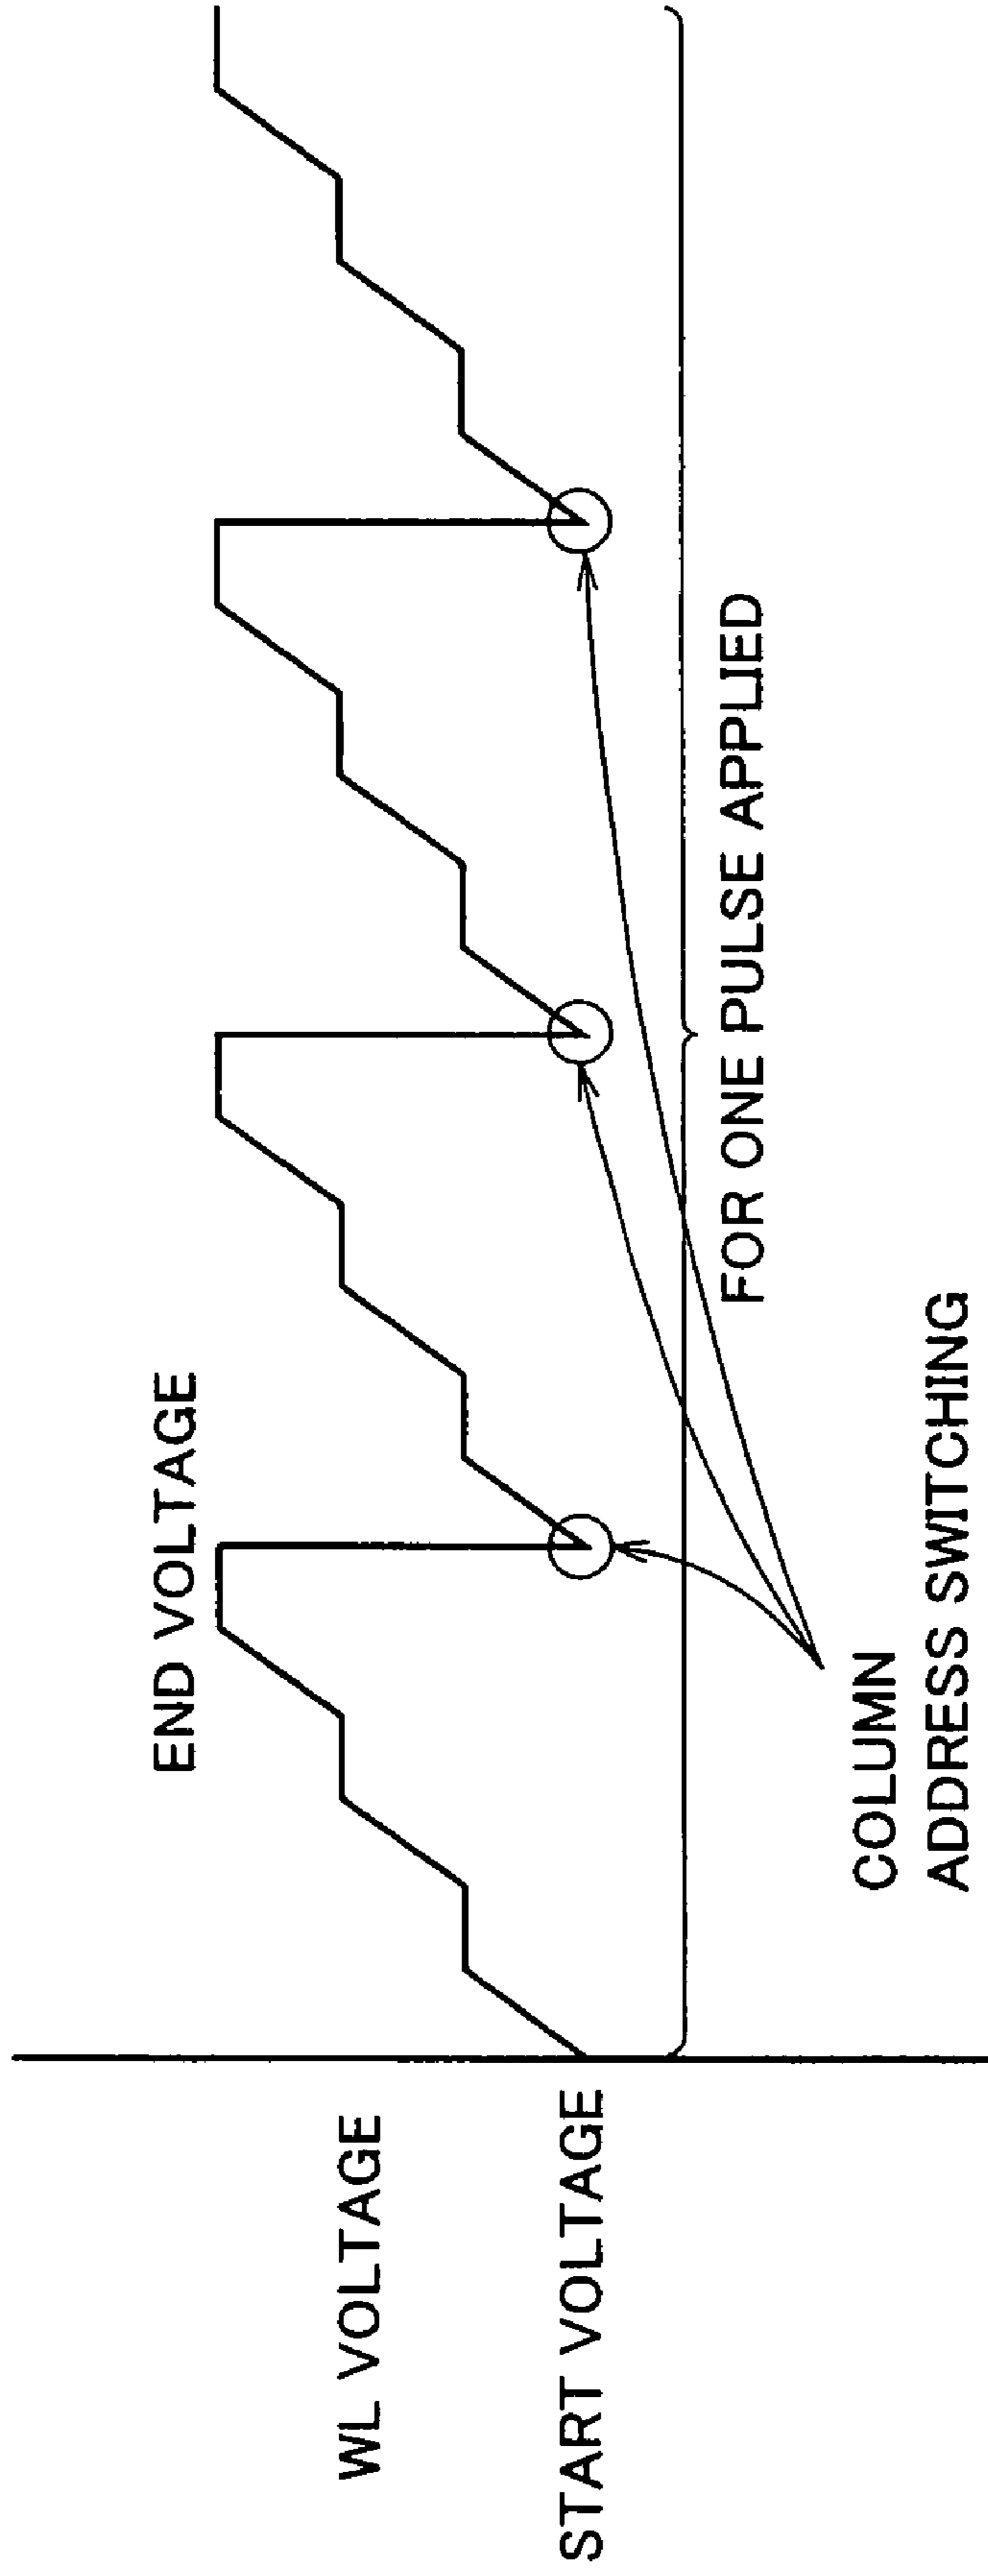 END VOLTAGE
WL VOLTAGE
START VOLTAGE
FOR ONE PULSE APPLIED
COLUMN
ADDRESS SWITCHING